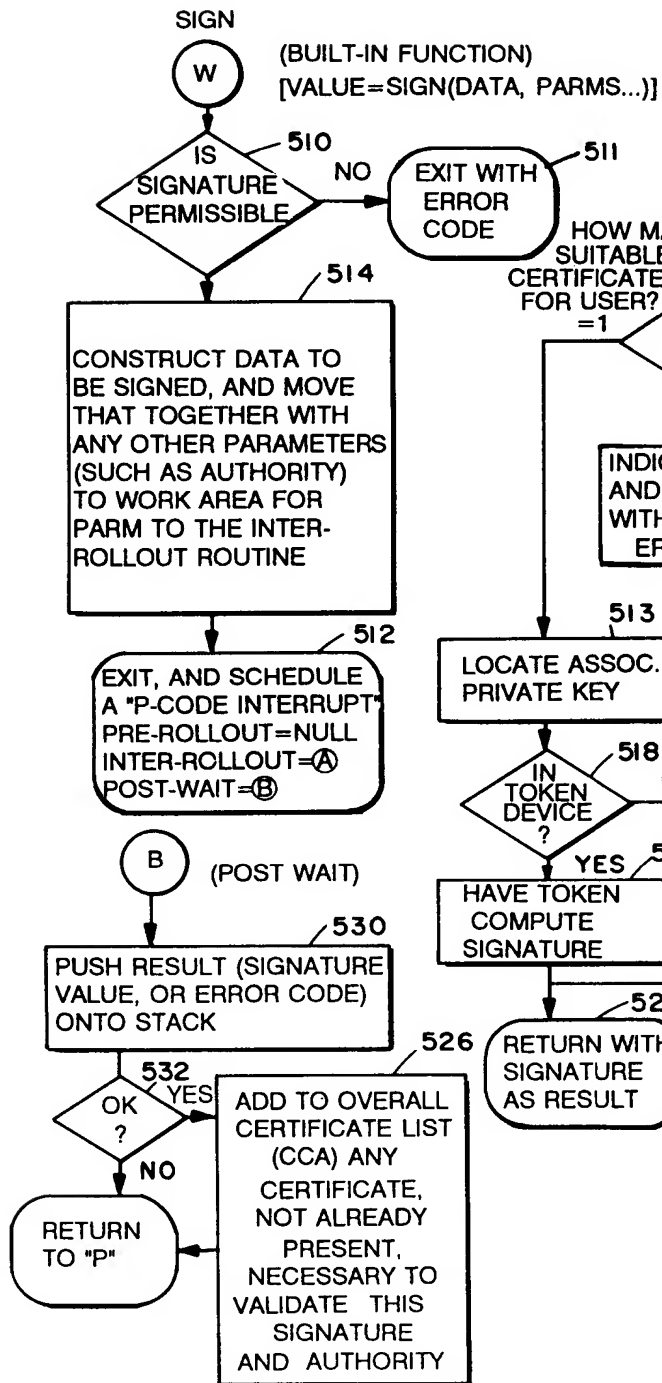 SIGN
W
(BUILT-IN FUNCTION)
[VALUE=SIGN(DATA, PARMS...)]
510
IS
SIGNATURE
PERMISSIBLE
NO
511
EXIT WITH
ERROR
CODE
514
CONSTRUCT DATA TO
BE SIGNED, AND MOVE
THAT TOGETHER WITH
ANY OTHER PARAMETERS
(SUCH AS AUTHORITY)
TO WORK AREA FOR
PARM TO THE INTER-
ROLLOUT ROUTINE
512
EXIT, AND SCHEDULE
A "P-CODE INTERRUPT"
PRE-ROLLOUT=NULL
INTER-ROLLOUT=Ⓐ
POST-WAIT=Ⓑ
B
(POST WAIT)
530
PUSH RESULT (SIGNATURE
VALUE, OR ERROR CODE)
ONTO STACK
532
OK
?
YES
NO
RETURN
TO "P"
526
ADD TO OVERALL
CERTIFICATE LIST
(CCA) ANY
CERTIFICATE,
NOT ALREADY
PRESENT,
NECESSARY TO
VALIDATE THIS
SIGNATURE
AND AUTHORITY
HOW
SUITABLE
CERTIFICATE
FOR USER?
=1
AND
513
LOCATE ASSOC.
PRIVATE KEY
518
IN
TOKEN
DEVICE
?
YES
HAVE TOKEN
COMPUTE
SIGNATURE
RETURN WITH
SIGNATURE
AS RESULT